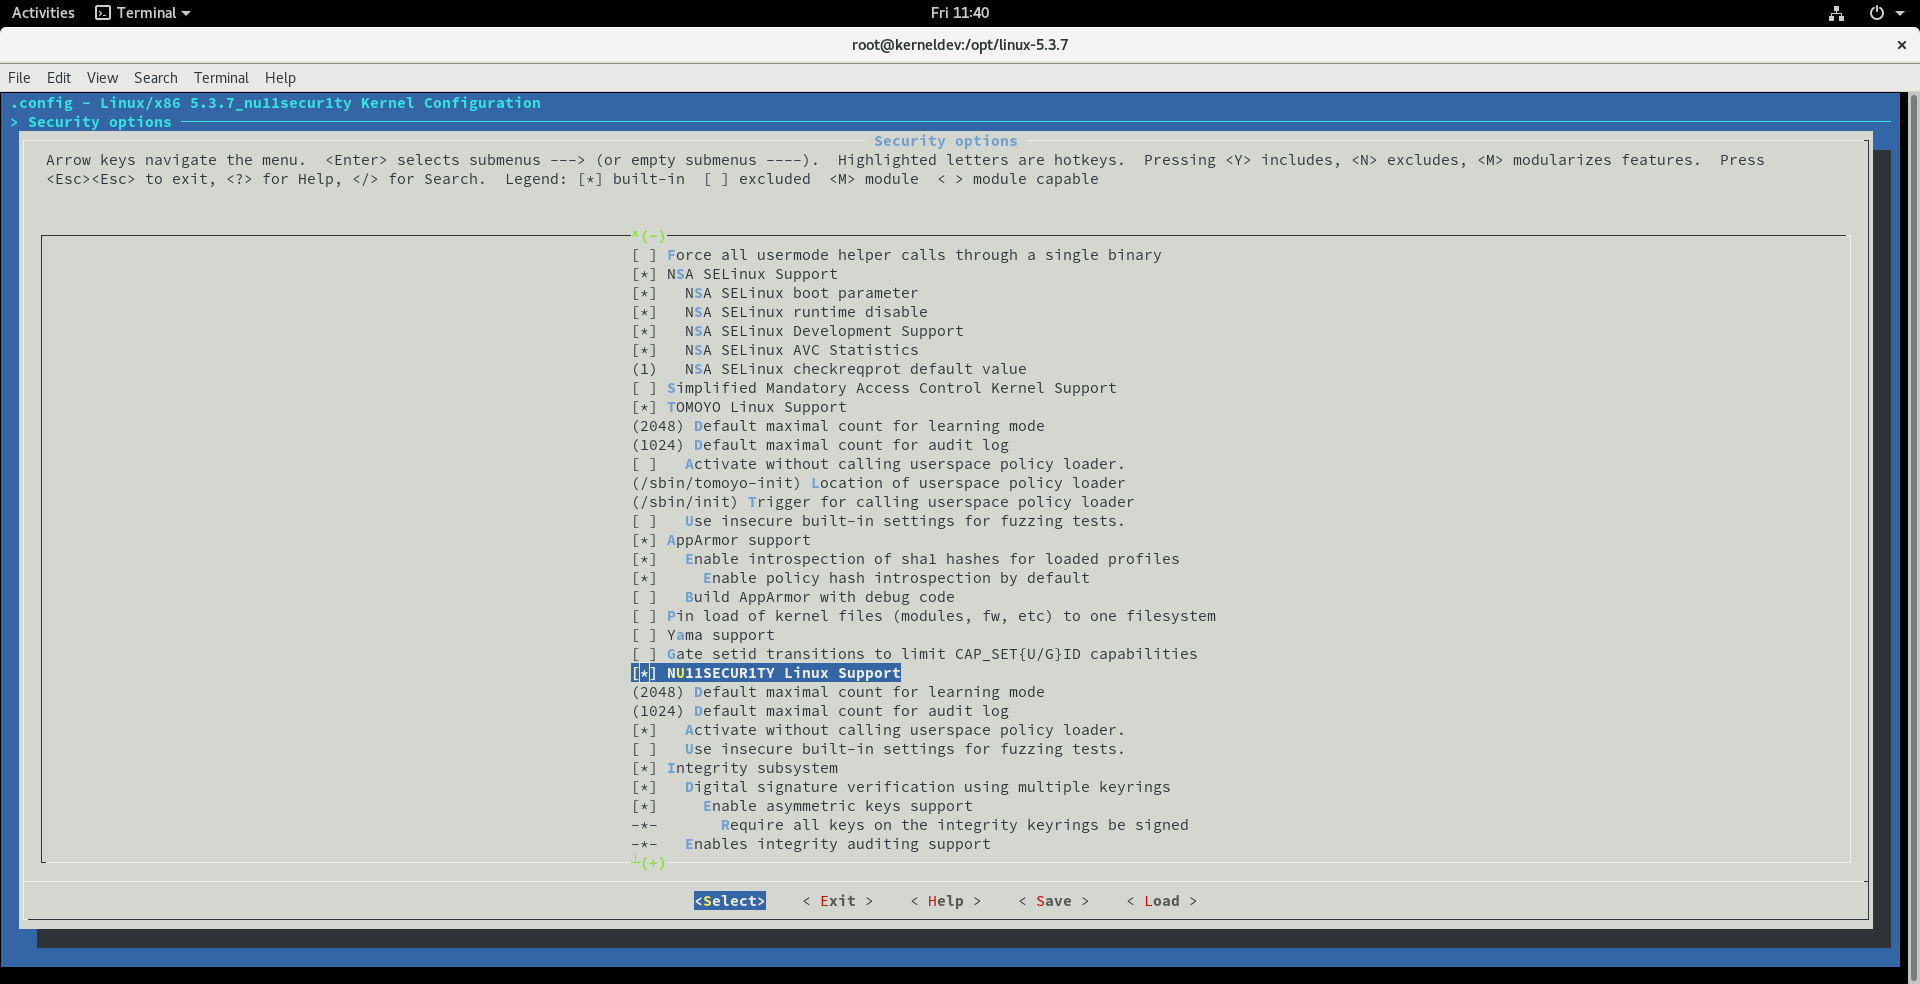 Activities Terminal Fri 11:40
root@kerneldev:/opt/linux-5.3.7 ×
File Edit View Search Terminal Help
.config - Linux/x86 5.3.7_nu11secur1ty Kernel Configuration
> Security options
Security options
Arrow keys navigate the menu.  <Enter> selects submenus ---> (or empty submenus ----).  Highlighted letters are hotkeys.  Pressing <Y> includes, <N> excludes, <M> modularizes features.  Press
<Esc><Esc> to exit, <?> for Help, </> for Search.  Legend: [*] built-in  [ ] excluded  <M> module  < > module capable
^(-)
[ ] Force all usermode helper calls through a single binary
[*] NSA SELinux Support
[*]   NSA SELinux boot parameter
[*]   NSA SELinux runtime disable
[*]   NSA SELinux Development Support
[*]   NSA SELinux AVC Statistics
(1)   NSA SELinux checkreqprot default value
[ ] Simplified Mandatory Access Control Kernel Support
[*] TOMOYO Linux Support
(2048) Default maximal count for learning mode
(1024) Default maximal count for audit log
[ ]   Activate without calling userspace policy loader.
(/sbin/tomoyo-init) Location of userspace policy loader
(/sbin/init) Trigger for calling userspace policy loader
[ ]   Use insecure built-in settings for fuzzing tests.
[*] AppArmor support
[*]   Enable introspection of sha1 hashes for loaded profiles
[*]     Enable policy hash introspection by default
[ ]   Build AppArmor with debug code
[ ] Pin load of kernel files (modules, fw, etc) to one filesystem
[ ] Yama support
[ ] Gate setid transitions to limit CAP_SET{U/G}ID capabilities
[*] NU11SECUR1TY Linux Support
(2048) Default maximal count for learning mode
(1024) Default maximal count for audit log
[*]   Activate without calling userspace policy loader.
[ ]   Use insecure built-in settings for fuzzing tests.
[*] Integrity subsystem
[*]   Digital signature verification using multiple keyrings
[*]     Enable asymmetric keys support
-*-       Require all keys on the integrity keyrings be signed
-*-   Enables integrity auditing support
┴(+)
<Select>    < Exit >    < Help >    < Save >    < Load >